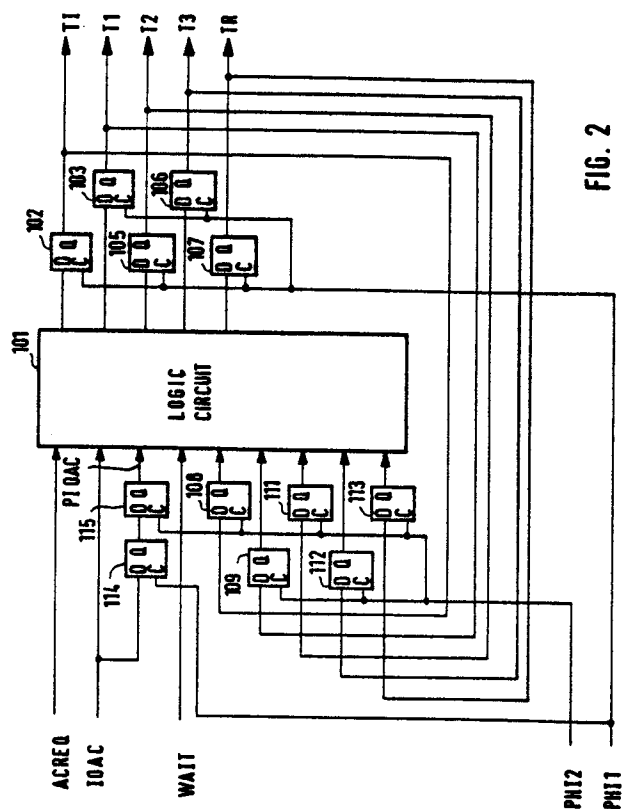 TI
T1
T2
T3
TR
102
D Q
C
103
D Q
C
105
D Q
C
106
D Q
C
107
D Q
C
101
LOGIC
CIRCUIT
PIOAC
115
D Q
C
114
D Q
C
108
D Q
C
109
D Q
C
111
D Q
C
112
D Q
C
113
D Q
C
ACREQ
IOAC
WAIT
PHI2
PHI1
FIG. 2